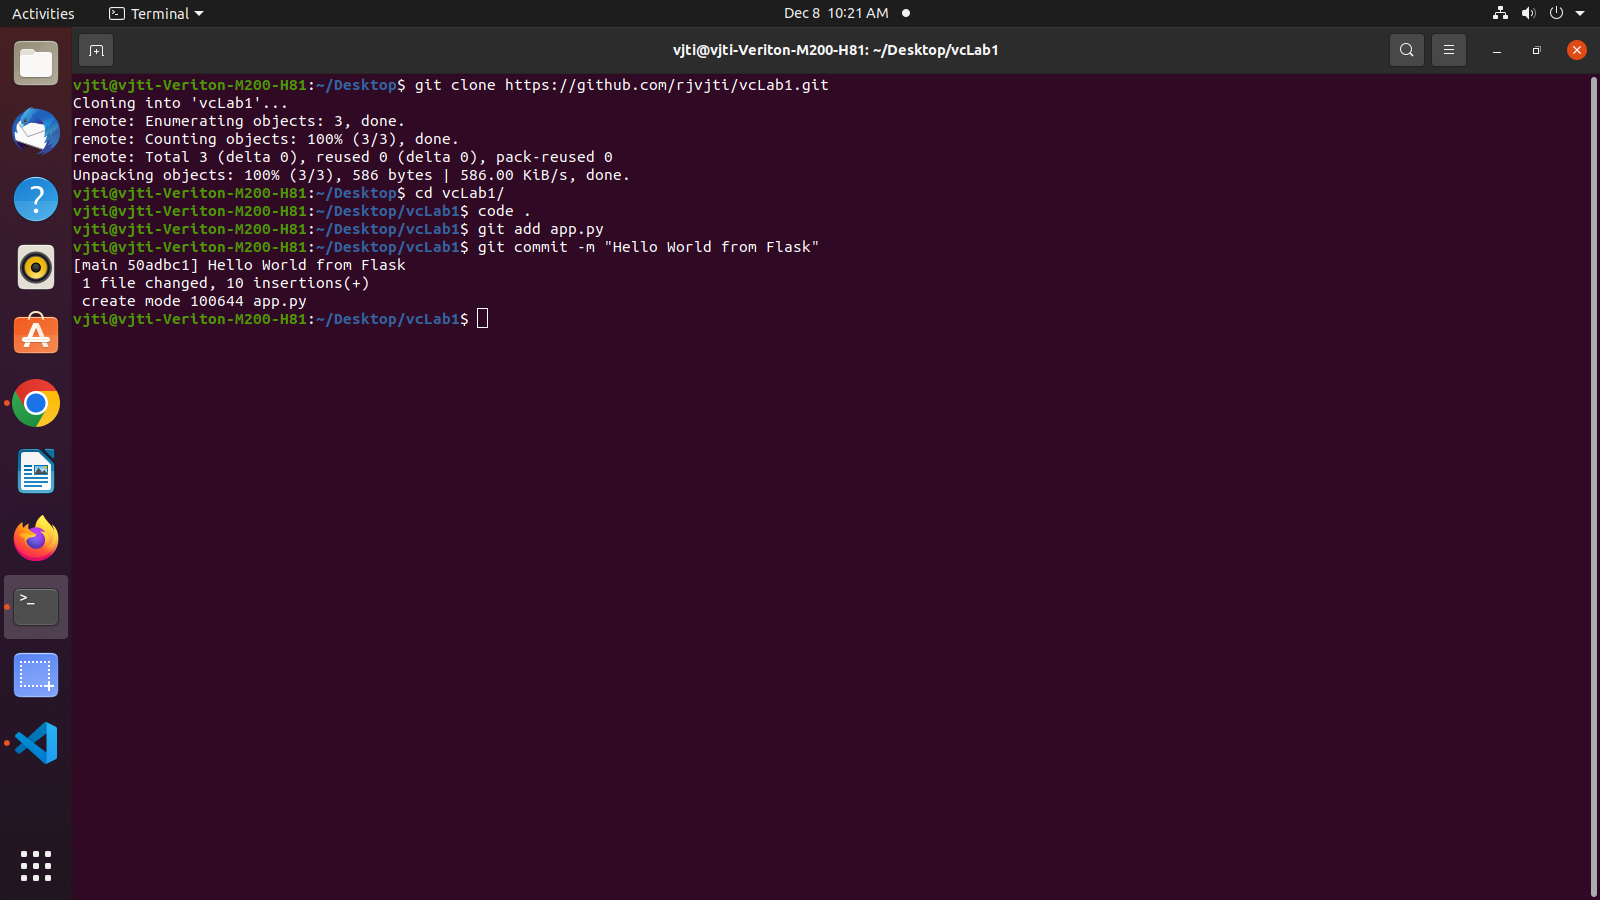 Activities Terminal Dec 8 10:21 AM
vjti@vjti-Veriton-M200-H81: ~/Desktop/vcLab1
vjti@vjti-Veriton-M200-H81:~/Desktop$ git clone https://github.com/rjvjti/vcLab1.git
Cloning into 'vcLab1'...
remote: Enumerating objects: 3, done.
remote: Counting objects: 100% (3/3), done.
remote: Total 3 (delta 0), reused 0 (delta 0), pack-reused 0
Unpacking objects: 100% (3/3), 586 bytes | 586.00 KiB/s, done.
vjti@vjti-Veriton-M200-H81:~/Desktop$ cd vcLab1/
vjti@vjti-Veriton-M200-H81:~/Desktop/vcLab1$ code .
vjti@vjti-Veriton-M200-H81:~/Desktop/vcLab1$ git add app.py
vjti@vjti-Veriton-M200-H81:~/Desktop/vcLab1$ git commit -m "Hello World from Flask"
[main 50adbc1] Hello World from Flask
 1 file changed, 10 insertions(+)
 create mode 100644 app.py
vjti@vjti-Veriton-M200-H81:~/Desktop/vcLab1$